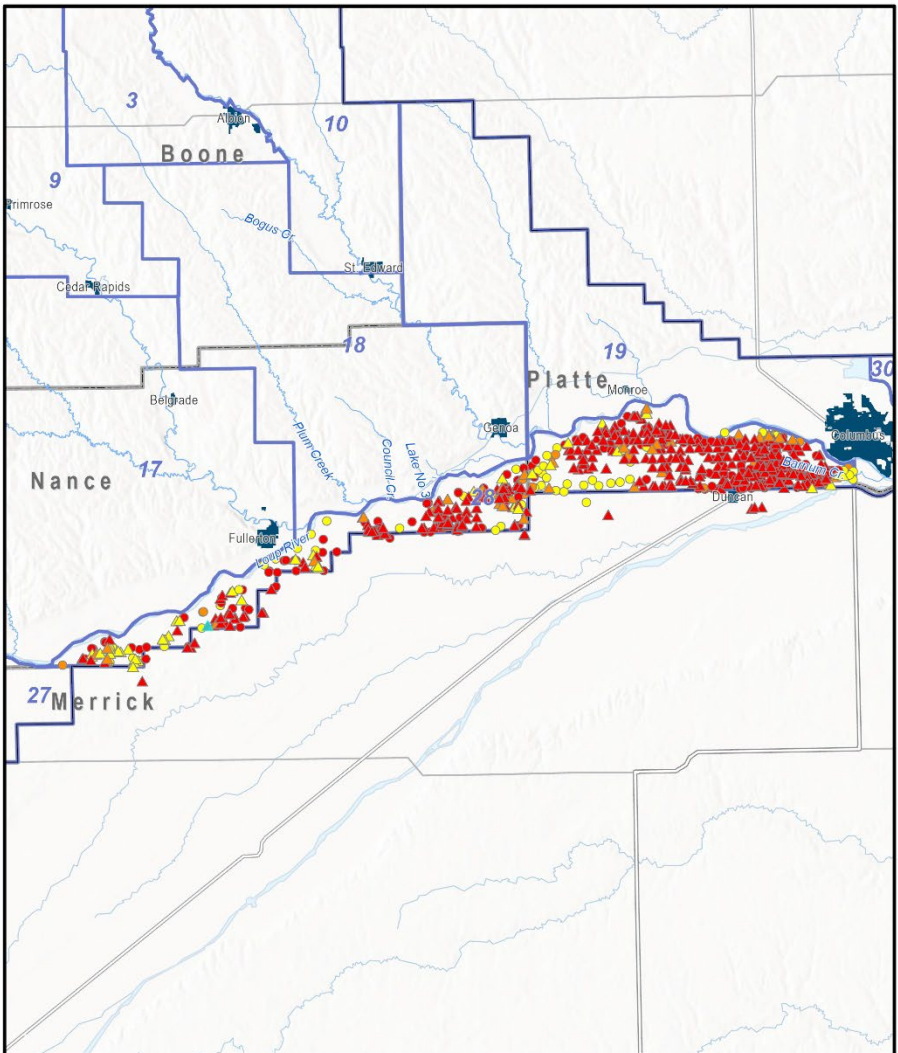 3
10
Albion
Boone
9
Primrose
Bogus Cr
St. Edward
Cedar Rapids
18
19
30
Platte
Monroe
Belgrade
Genoa
Columbus
Plum Creek
Council Cr
Lake No 3
Barnum Cr
17
Nance
28
Duncan
Fullerton
Loup River
27
Merrick